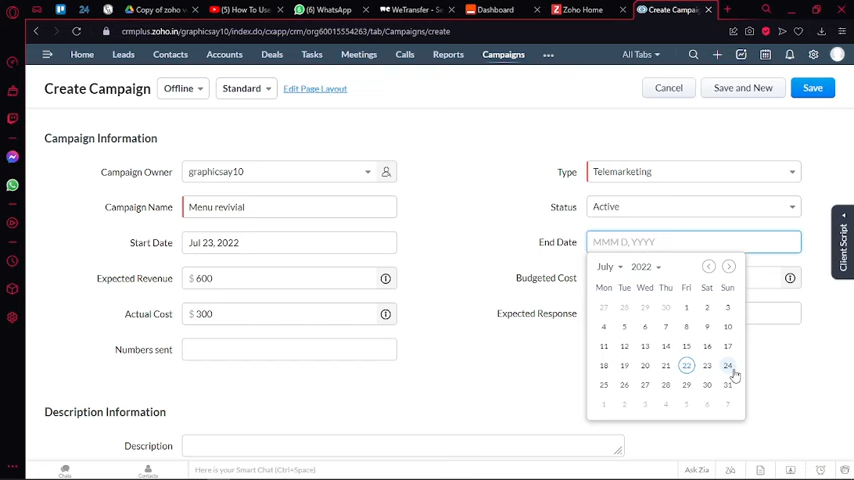 Copy of zoho
(5) How To Use
(3) WhatsApp
WeTransfer -
Dashboard
Zoho Home
Create Campaig
crmplus.zoho.in/graphicsay10/index.do/cxapp/crm/org60015554263/tab/Campaigns/create
Home Leads Contacts Accounts Deals Tasks Meetings Calls Reports Campaigns ••• All Tabs
Create Campaign Offline Standard Edit Page Layout Cancel Save and New Save
Campaign Information
Campaign Owner graphicsay10 Type Telemarketing
Campaign Name Menu revivial Status Active
Start Date Jul 23, 2022 End Date MMM D, YYYY
July 2022
Expected Revenue $ 600 Budgeted Cost
Mon Tue Wed Thu Fri Sat Sun
27 28 29 30 1 2 3
Actual Cost $ 300 Expected Response
4 5 6 7 8 9 10
Numbers sent
11 12 13 14 15 16 17
18 19 20 21 22 23 24
25 26 27 28 29 30 31
1 2 3 4 5 6 7
Client Script
Description Information
Description
Chats Contacts Here is your Smart Chat (Ctrl+Space) Ask Zia